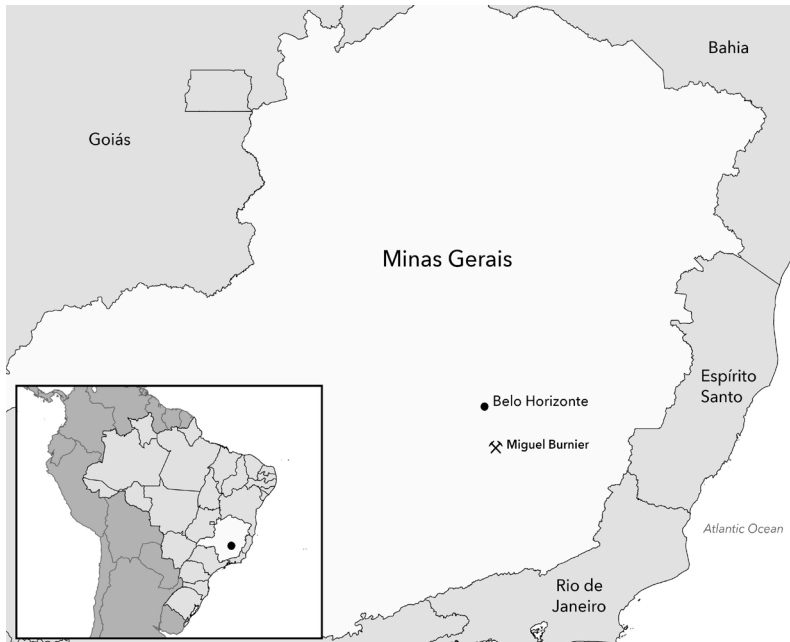 Bahia
Goiás
Minas Gerais
Espírito
Santo
Belo Horizonte
Miguel Burnier
Atlantic Ocean
Rio de
Janeiro